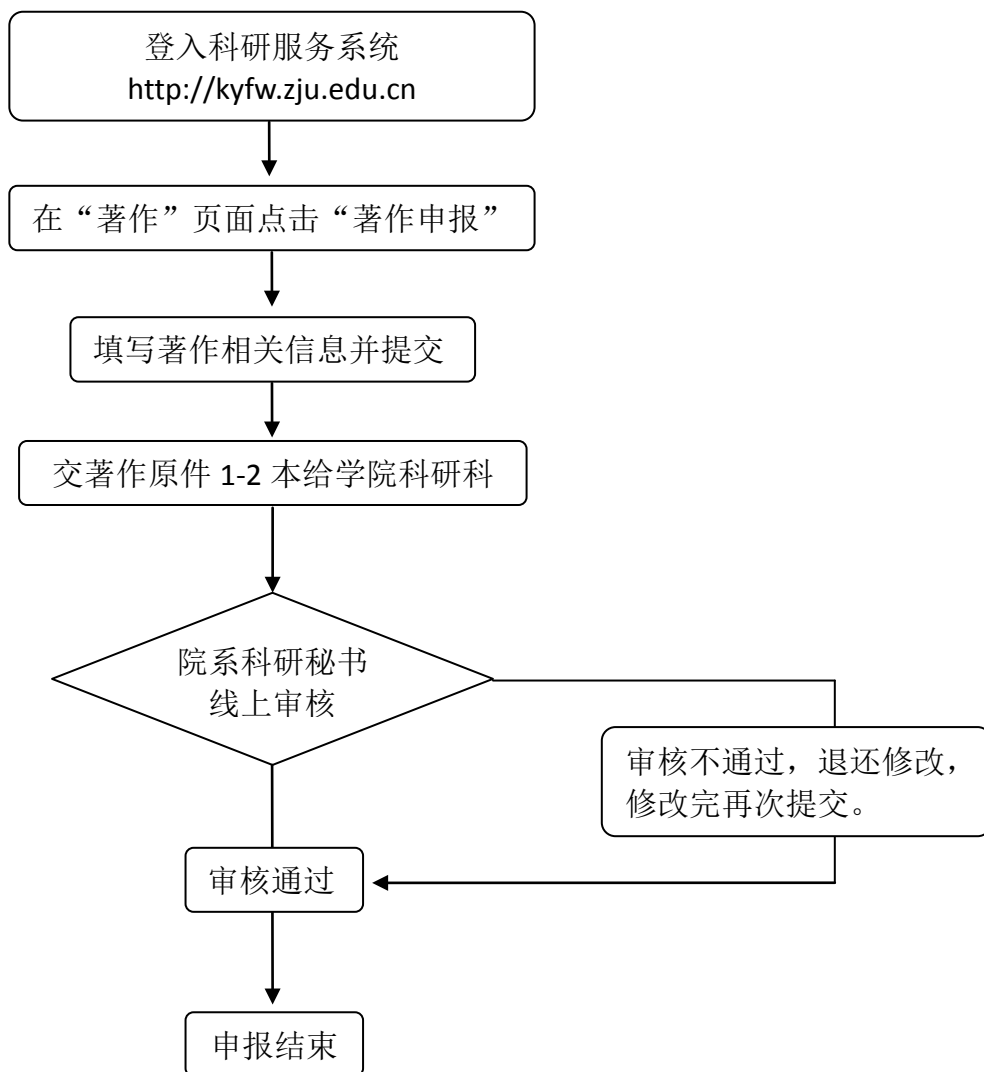 登入科研服务系统
http://kyfw.zju.edu.cn
在“著作”页面点击“著作申报”
填写著作相关信息并提交
交著作原件 1-2 本给学院科研科
院系科研秘书
线上审核
审核不通过，退还修改，
修改完再次提交。
审核通过
申报结束